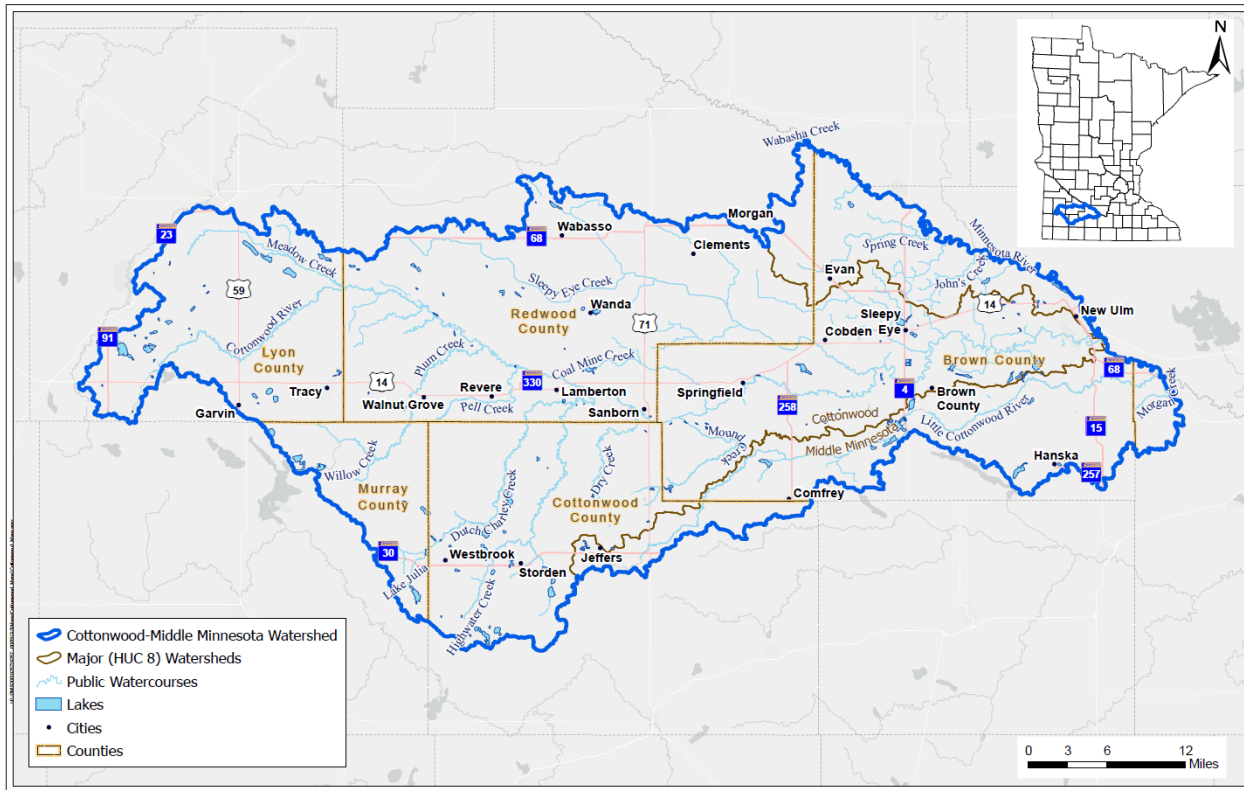 N
Wabasha Creek
Morgan
23
68
Wabasso
Clements
Spring Creek
Minnesota River
Meadow Creek
Evan
John's Creek
59
Sleepy Eye Creek
14
Wanda
Redwood
County
71
Sleepy
Eye
New Ulm
Cottonwood River
91
Cobden
Lyon
County
Plum Creek
Coal Mine Creek
Brown County
68
Tracy
14
Revere
330
Lamberton
Springfield
4
Brown
County
Morgan Creek
Walnut Grove
Pell Creek
Garvin
Sanborn
258
Cottonwood
Middle Minnesota
Little Cottonwood River
15
Mound
Creek
Hanska
257
Willow Creek
Dry Creek
Murray
County
Dutch Charley Creek
Cottonwood
County
Comfrey
30
Westbrook
Storden
Jeffers
Lake Julia
Highwater Creek
Cottonwood-Middle Minnesota Watershed
Major (HUC 8) Watersheds
Public Watercourses
Lakes
Cities
Counties
0 3 6 12
Miles